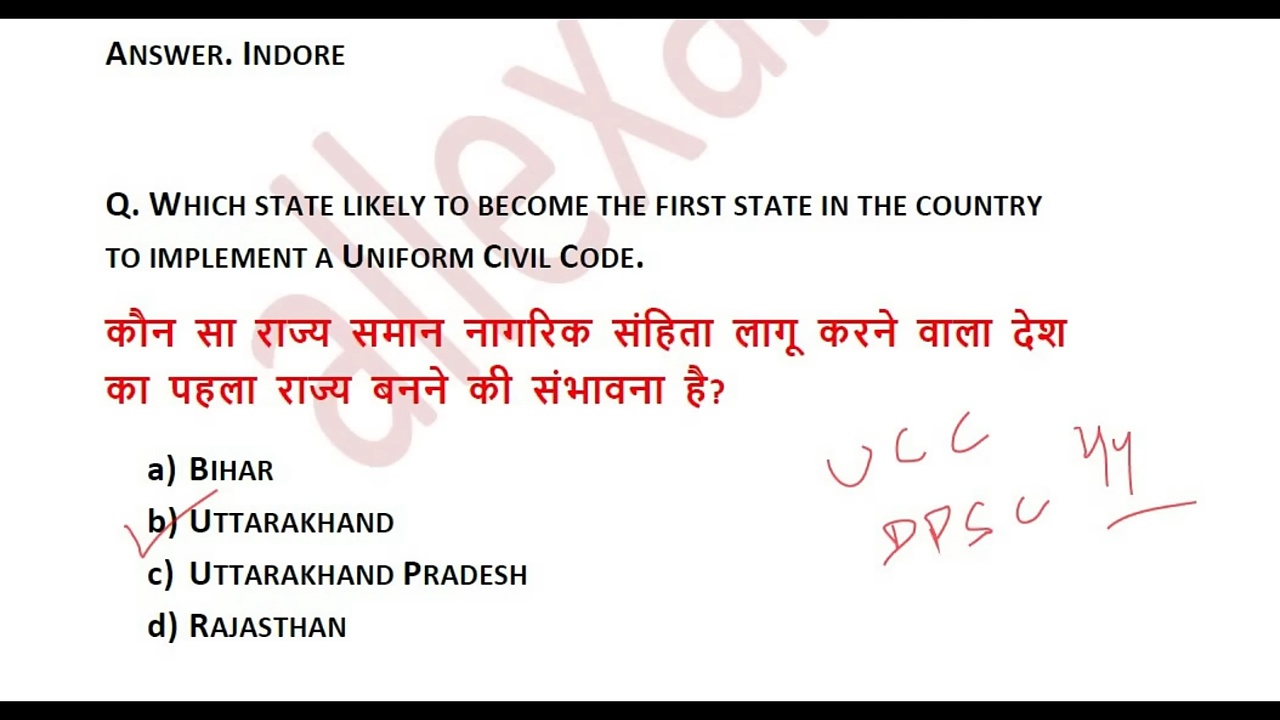 ANSWER. INDORE
Q. WHICH STATE LIKELY TO BECOME THE FIRST STATE IN THE COUNTRY
TO IMPLEMENT A UNIFORM CIVIL CODE.
कौन सा राज्य समान नागरिक संहिता लागू करने वाला देश
का पहला राज्य बनने की संभावना है?
a) BIHAR
b) UTTARAKHAND
c) UTTARAKHAND PRADESH
d) RAJASTHAN
UCC 44
DPSC
allexa